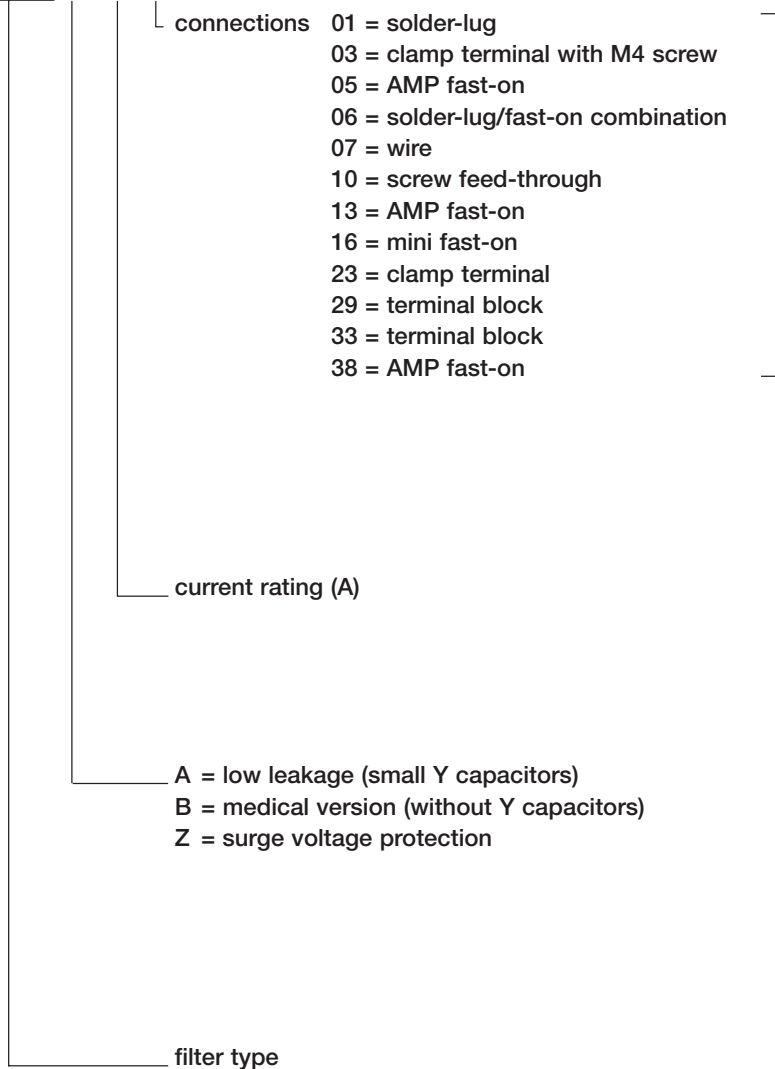 connections 01 = solder-lug
03 = clamp terminal with M4 screw
05 = AMP fast-on
06 = solder-lug/fast-on combination
07 = wire
10 = screw feed-through
13 = AMP fast-on
16 = mini fast-on
23 = clamp terminal
29 = terminal block
33 = terminal block
38 = AMP fast-on
current rating (A)
A = low leakage (small Y capacitors)
B = medical version (without Y capacitors)
Z = surge voltage protection
filter type